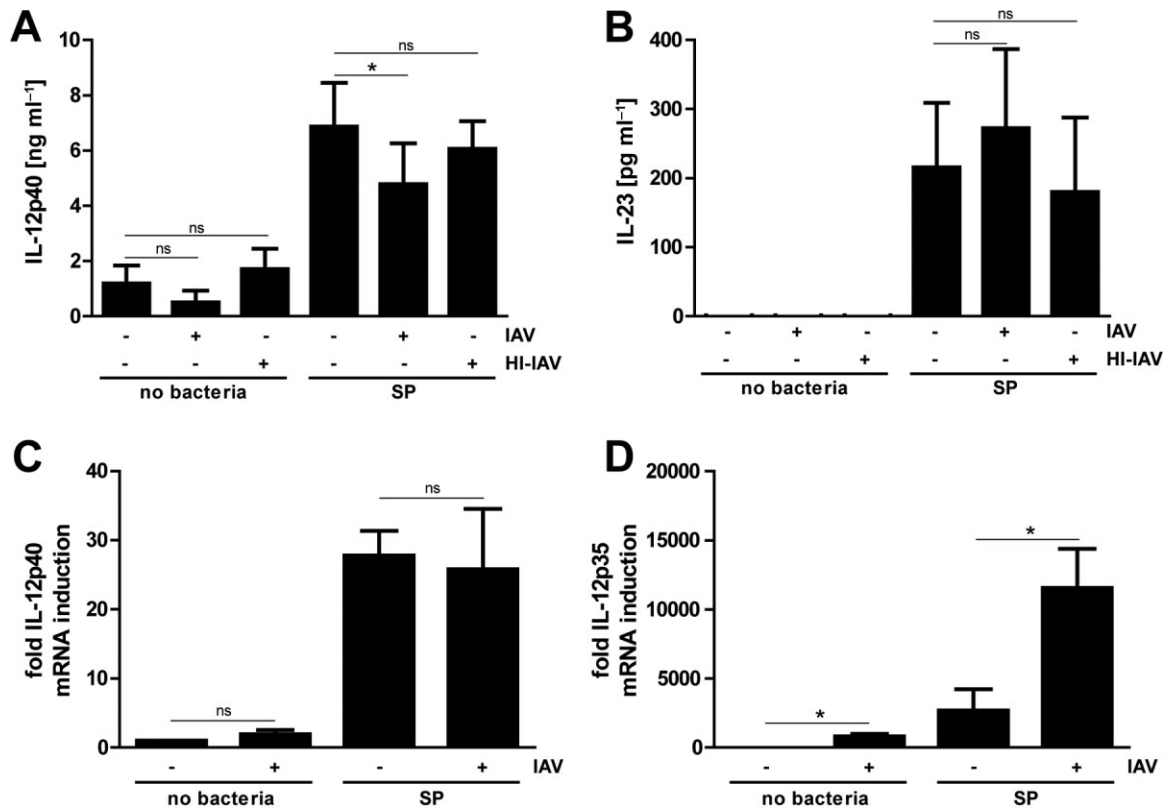 A
IL-12p40 [ng ml⁻¹]
10
8
6
4
2
0
ns
*
ns
ns
ns
- + - - + - IAV
- - + - - + HI-IAV
no bacteria SP
B
IL-23 [pg ml⁻¹]
400
300
200
100
0
ns
ns
- + - - + - IAV
- - + - - + HI-IAV
no bacteria SP
C
fold IL-12p40
mRNA induction
40
30
20
10
0
ns
ns
- + - + IAV
no bacteria SP
D
fold IL-12p35
mRNA induction
20000
15000
10000
5000
0
*
*
- + - + IAV
no bacteria SP